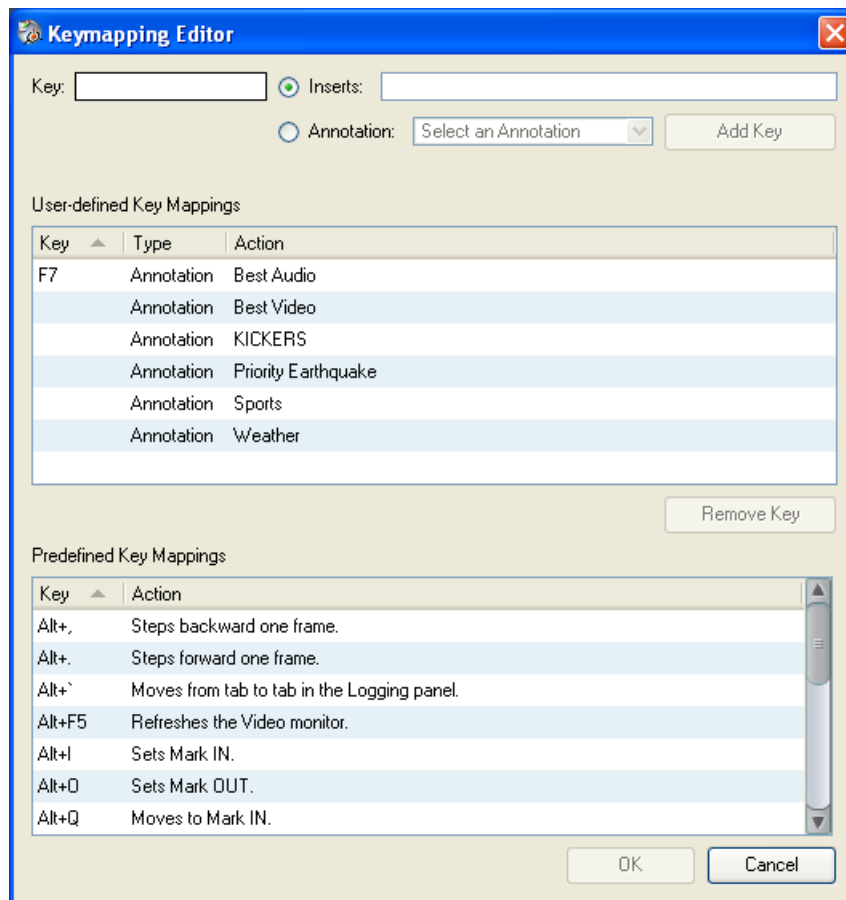 Keymapping Editor
Key: Inserts:
Annotation: Select an Annotation Add Key
User-defined Key Mappings
Key Type Action
F7 Annotation Best Audio
Annotation Best Video
Annotation KICKERS
Annotation Priority Earthquake
Annotation Sports
Annotation Weather
Remove Key
Predefined Key Mappings
Key Action
Alt+, Steps backward one frame.
Alt+. Steps forward one frame.
Alt+` Moves from tab to tab in the Logging panel.
Alt+F5 Refreshes the Video monitor.
Alt+I Sets Mark IN.
Alt+O Sets Mark OUT.
Alt+Q Moves to Mark IN.
OK Cancel